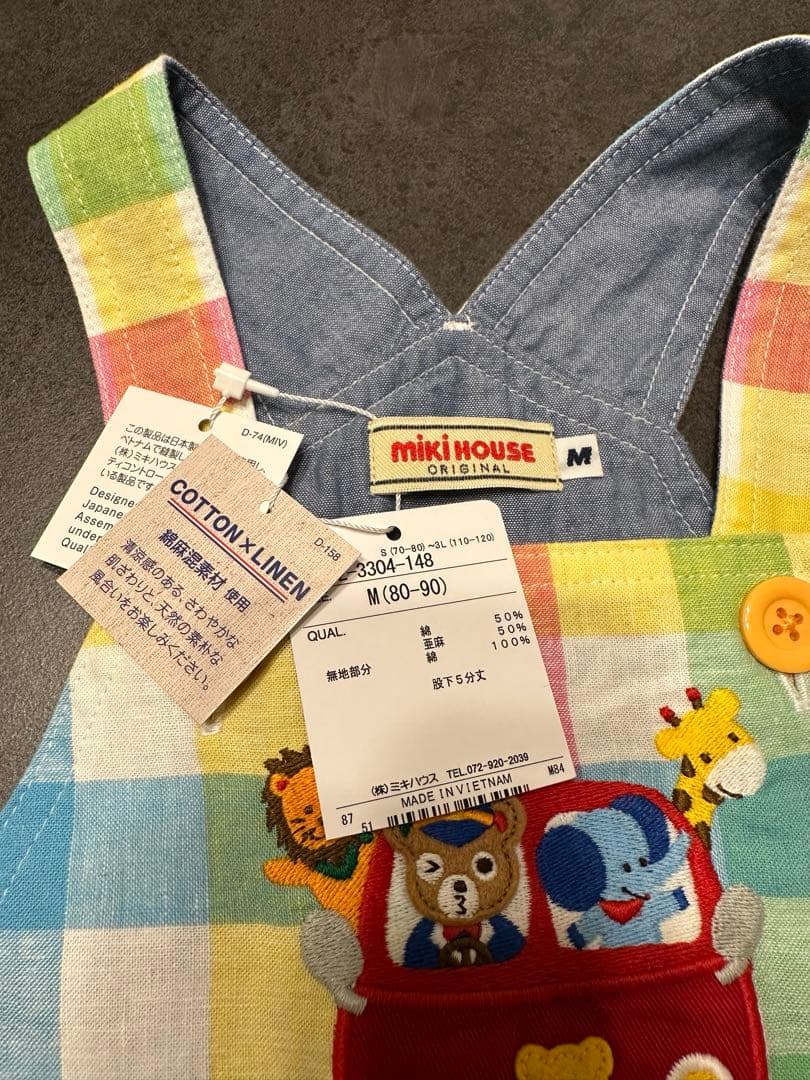 この製品は日本製
ベトナムで縫製し
(株)ミキハウス
ティコントロー
いる製品です
D-74(MIV)
Designe
Japane
Assem
under
Qual
COTTON×LINEN
D-158
綿麻混素材 使用
清涼感のある、さわやかな
肌ざわりと、天然の素朴な
風合いをお楽しみください。
miki HOUSE
ORIGINAL
M
S(70-80)~3L(110-120)
-3304-148
M(80-90)
QUAL.
綿 50%
亜麻 50%
綿 100%
無地部分
股下5分丈
(株)ミキハウス TEL.072-920-2039
MADE IN VIETNAM M84
87
51